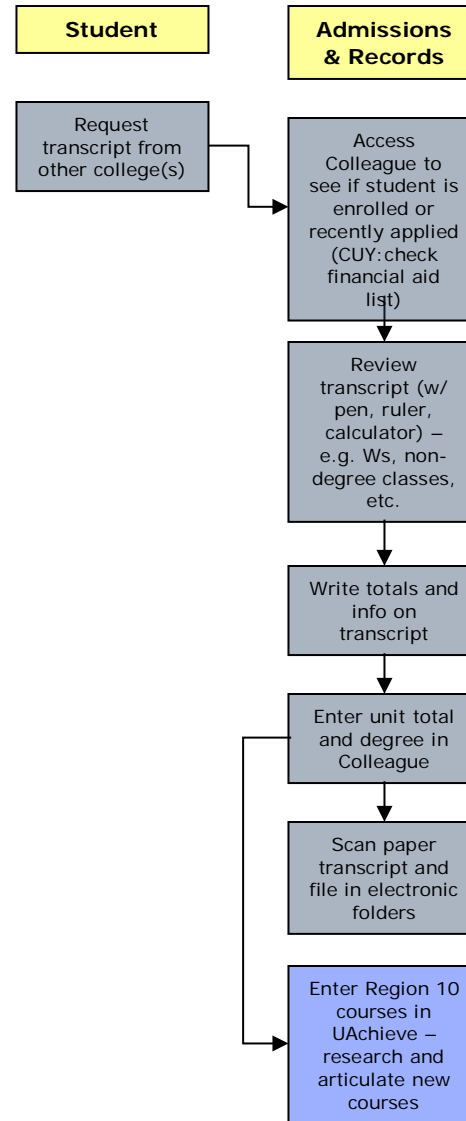 Student
Admissions
& Records
Request
transcript from
other college(s)
Access
Colleague to
see if student is
enrolled or
recently applied
(CUY:check
financial aid
list)
Review
transcript (w/
pen, ruler,
calculator) –
e.g. Ws, non-
degree classes,
etc.
Write totals and
info on
transcript
Enter unit total
and degree in
Colleague
Scan paper
transcript and
file in electronic
folders
Enter Region 10
courses in
UAchieve –
research and
articulate new
courses